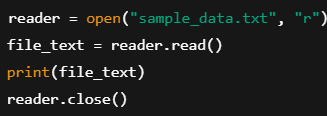 reader = open("sample_data.txt", "r")
file_text = reader.read()
print(file_text)
reader.close()